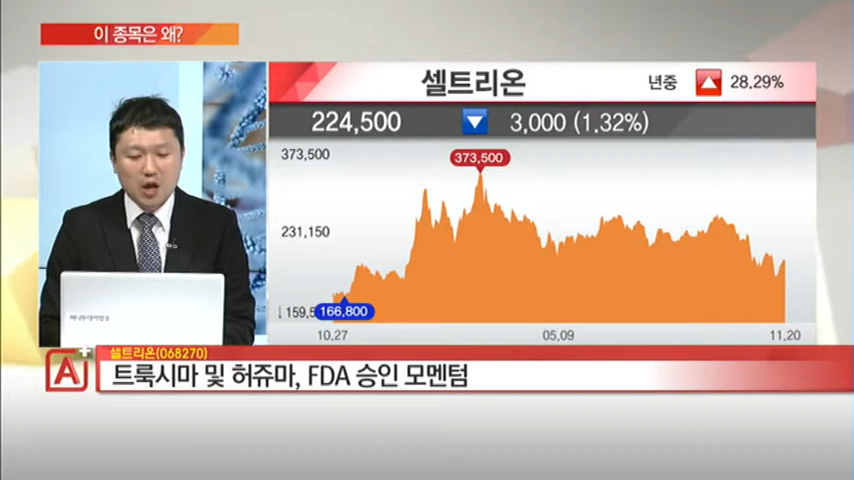 이 종목은 왜?
셀트리온
년중 ▲ 28.29%
224,500 ▼ 3,000 (1.32%)
373,500
373,500
231,150
↓159,5
166,800
10.27 05.09 11.20
A+
셀트리온(068270)
트룩시마 및 허쥬마, FDA 승인 모멘텀